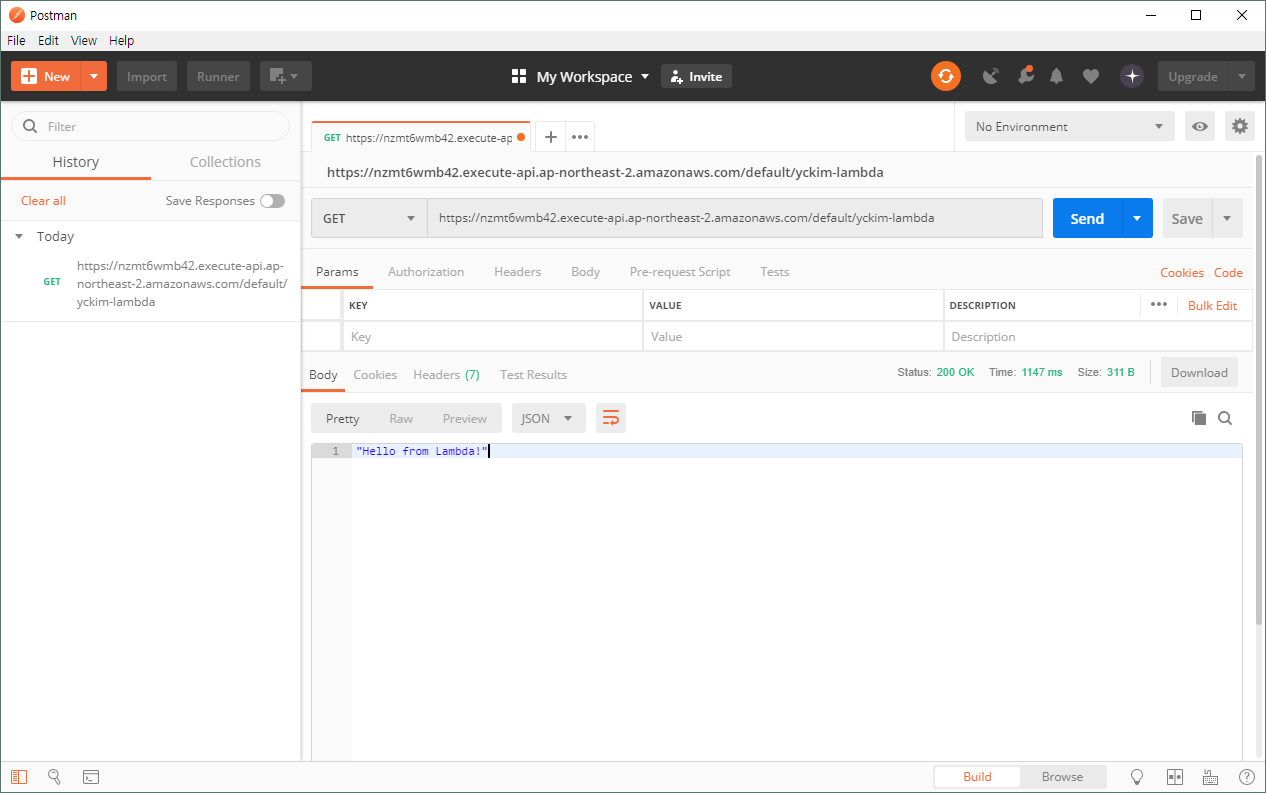 Postman
File Edit View Help
New Import Runner My Workspace Invite Upgrade
Filter
History Collections
Clear all Save Responses
Today
GET https://nzmt6wmb42.execute-api.ap-
northeast-2.amazonaws.com/default/
yckim-lambda
GET https://nzmt6wmb42.execute-ap
No Environment
https://nzmt6wmb42.execute-api.ap-northeast-2.amazonaws.com/default/yckim-lambda
GET https://nzmt6wmb42.execute-api.ap-northeast-2.amazonaws.com/default/yckim-lambda Send Save
Params Authorization Headers Body Pre-request Script Tests Cookies Code
KEY VALUE DESCRIPTION Bulk Edit
Key Value Description
Body Cookies Headers (7) Test Results Status: 200 OK Time: 1147 ms Size: 311 B Download
Pretty Raw Preview JSON
1 "Hello from Lambda!"
Build Browse